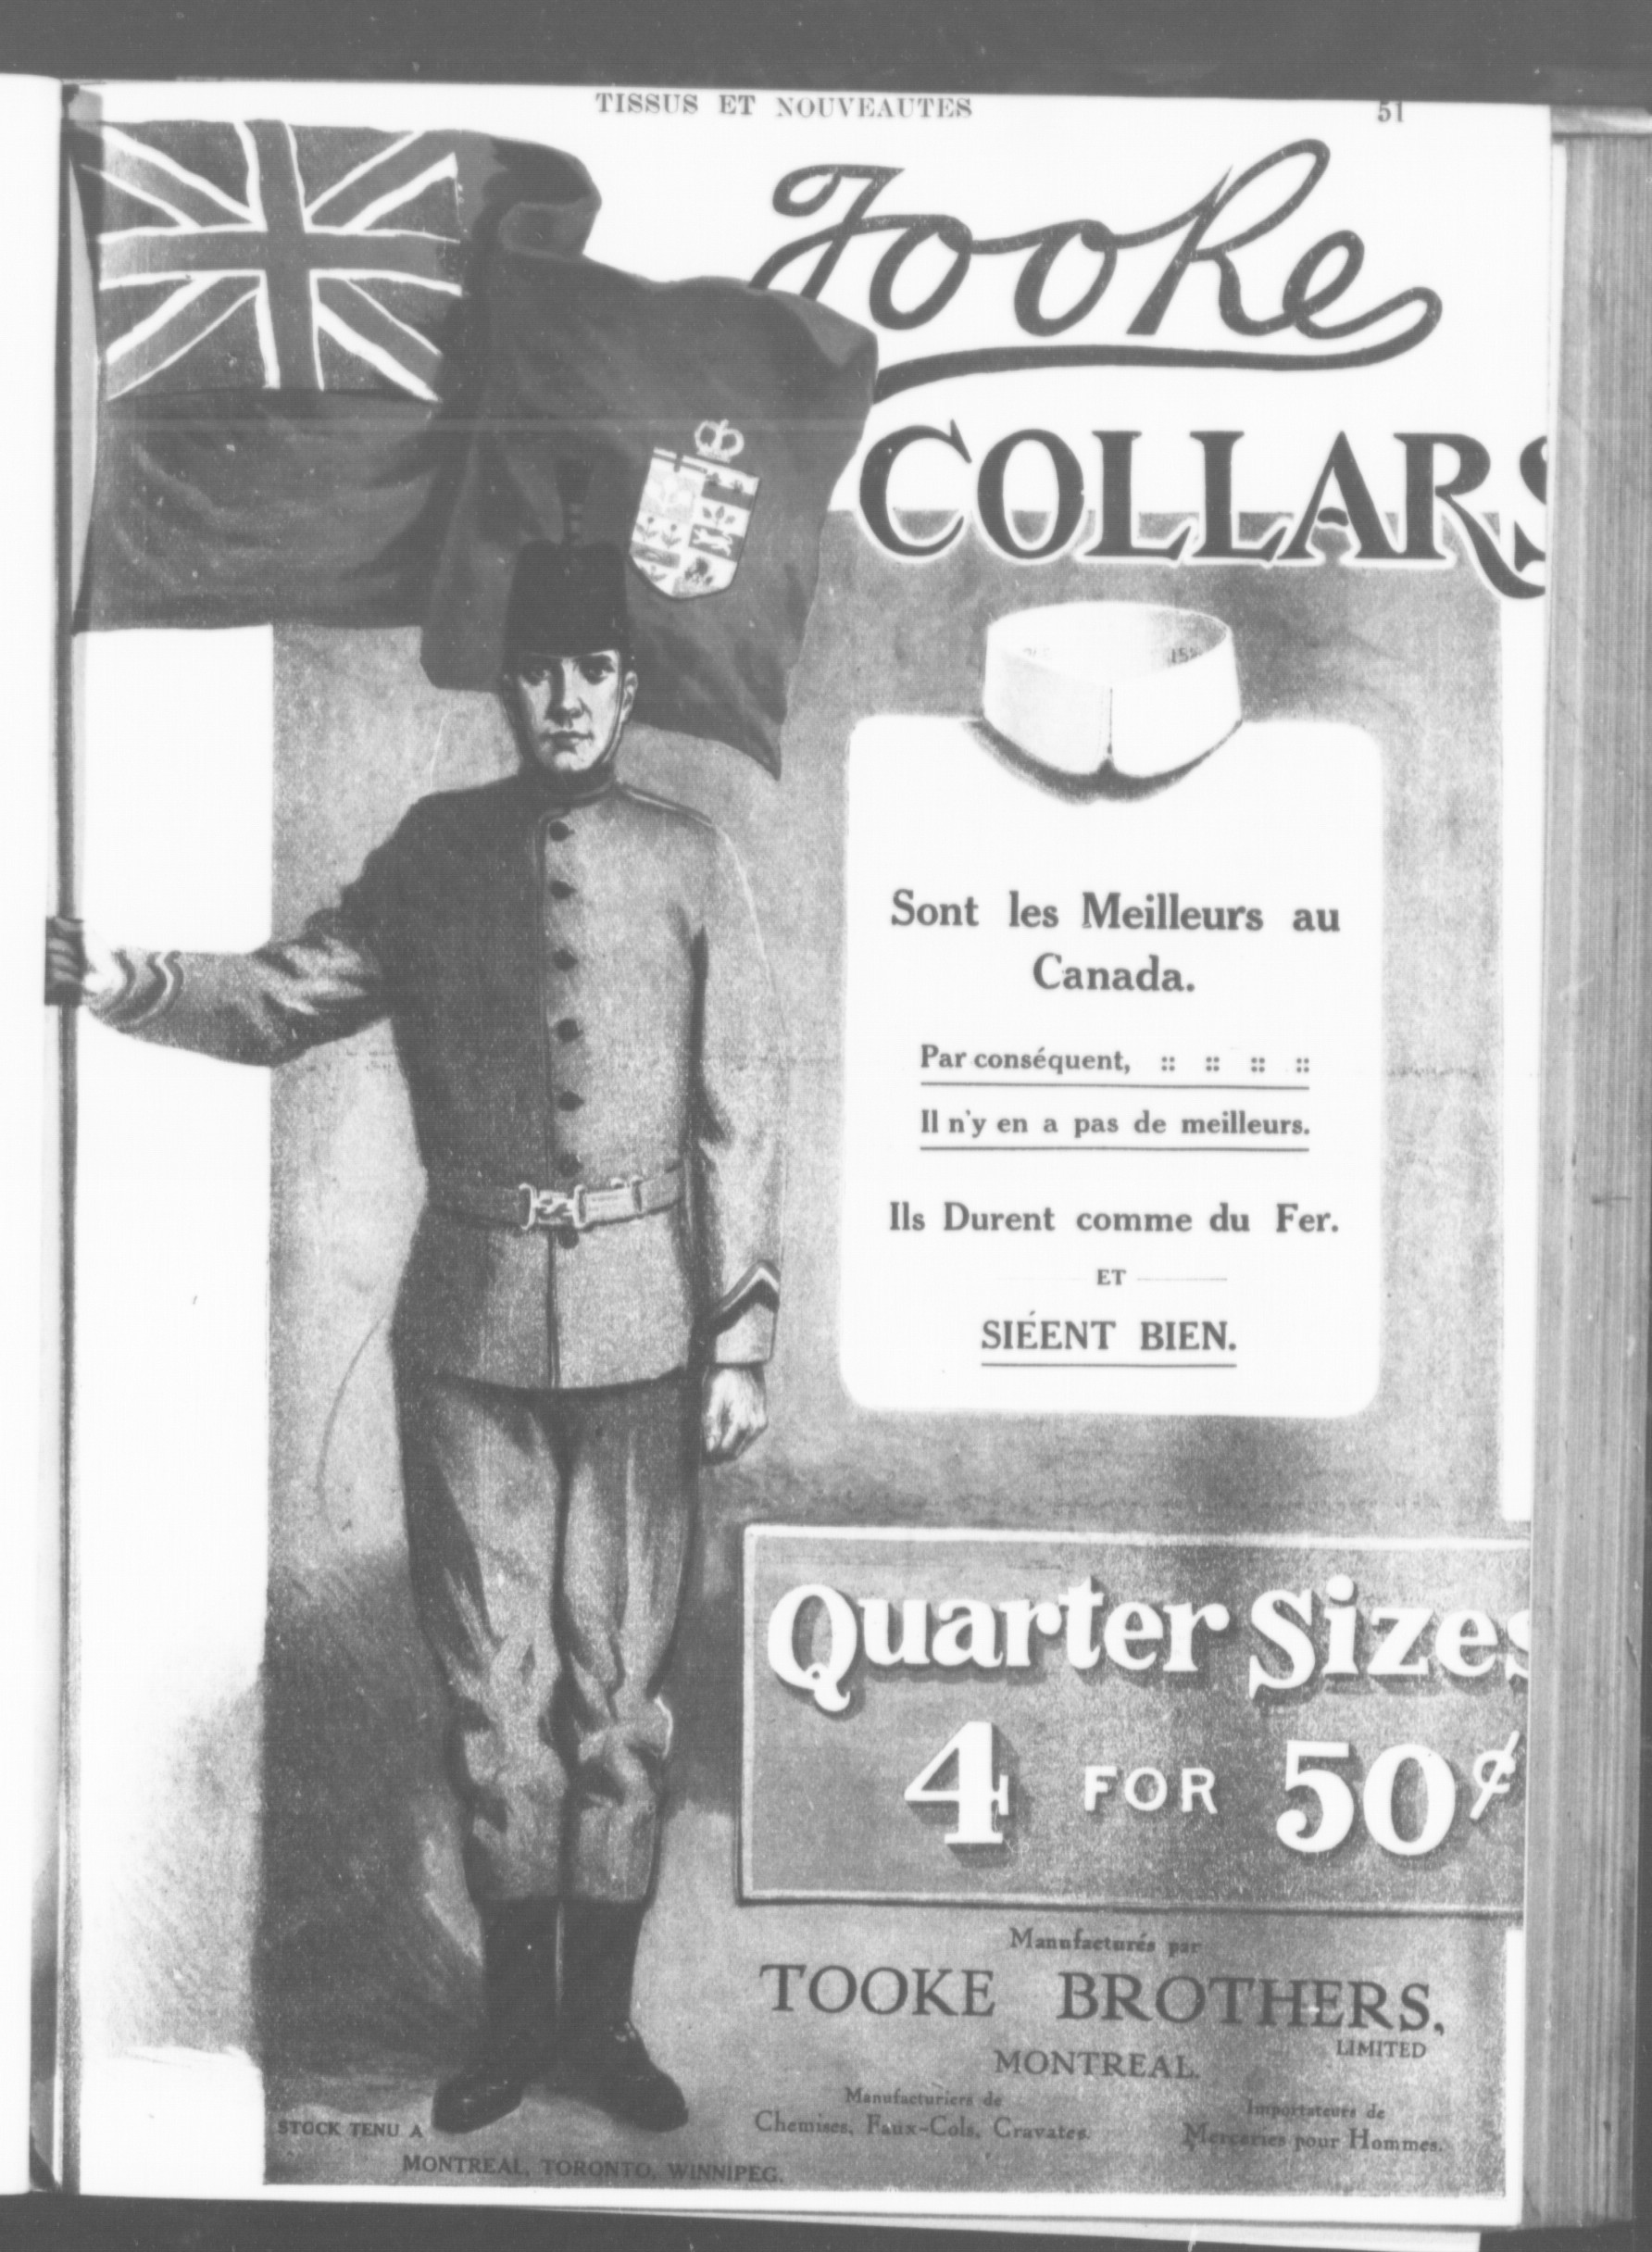 TISSUS ET NOUVEAUTES 51
Tooke
COLLARS
15½
Sont les Meilleurs au
Canada.
Par conséquent, :: :: :: ::
Il n'y en a pas de meilleurs.
Ils Durent comme du Fer.
ET
SIÉENT BIEN.
Quarter Sizes
4 FOR 50¢
Manufacturés par
TOOKE BROTHERS,
LIMITED
MONTREAL.
Manufacturiers de
Chemises, Faux-Cols, Cravates.
Importateurs de
Merceries pour Hommes.
STOCK TENU A
MONTREAL, TORONTO, WINNIPEG.